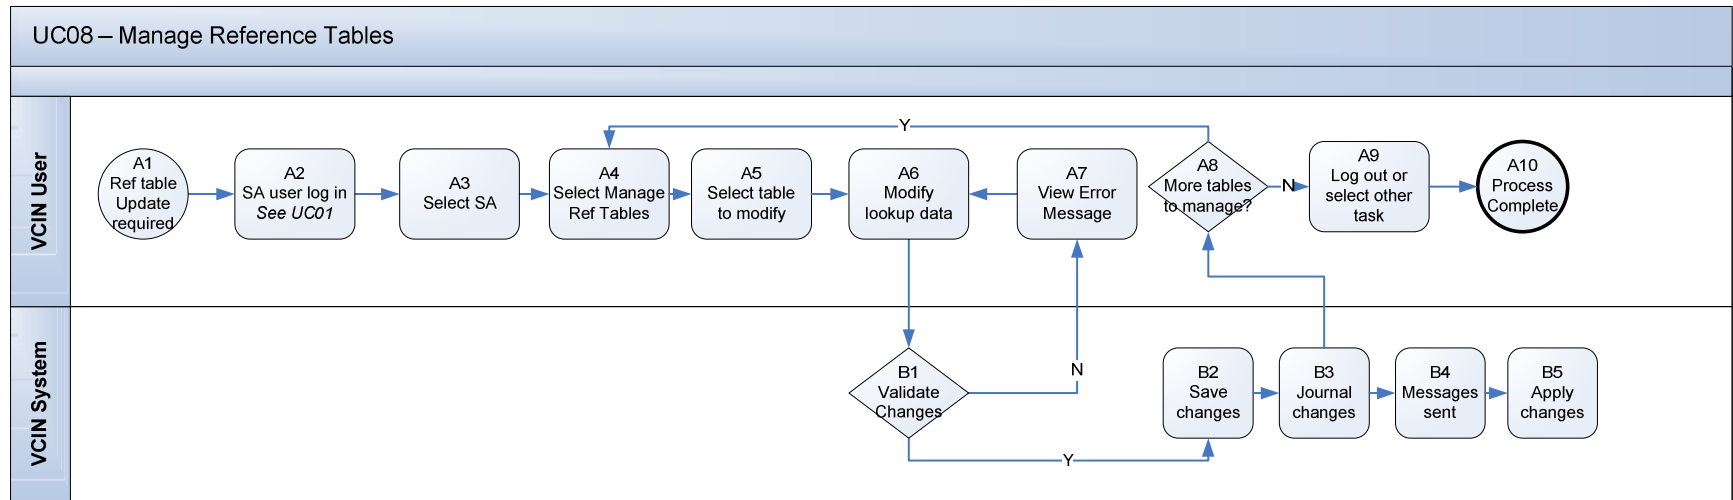 UC08 – Manage Reference Tables
VCIN User
A1
Ref table
Update
required
A2
SA user log in
See UC01
A3
Select SA
A4
Select Manage
Ref Tables
A5
Select table
to modify
A6
Modify
lookup data
A7
View Error
Message
Y
A8
More tables
to manage?
N
A9
Log out or
select other
task
A10
Process
Complete
VCIN System
B1
Validate
Changes
N
Y
B2
Save
changes
B3
Journal
changes
B4
Messages
sent
B5
Apply
changes